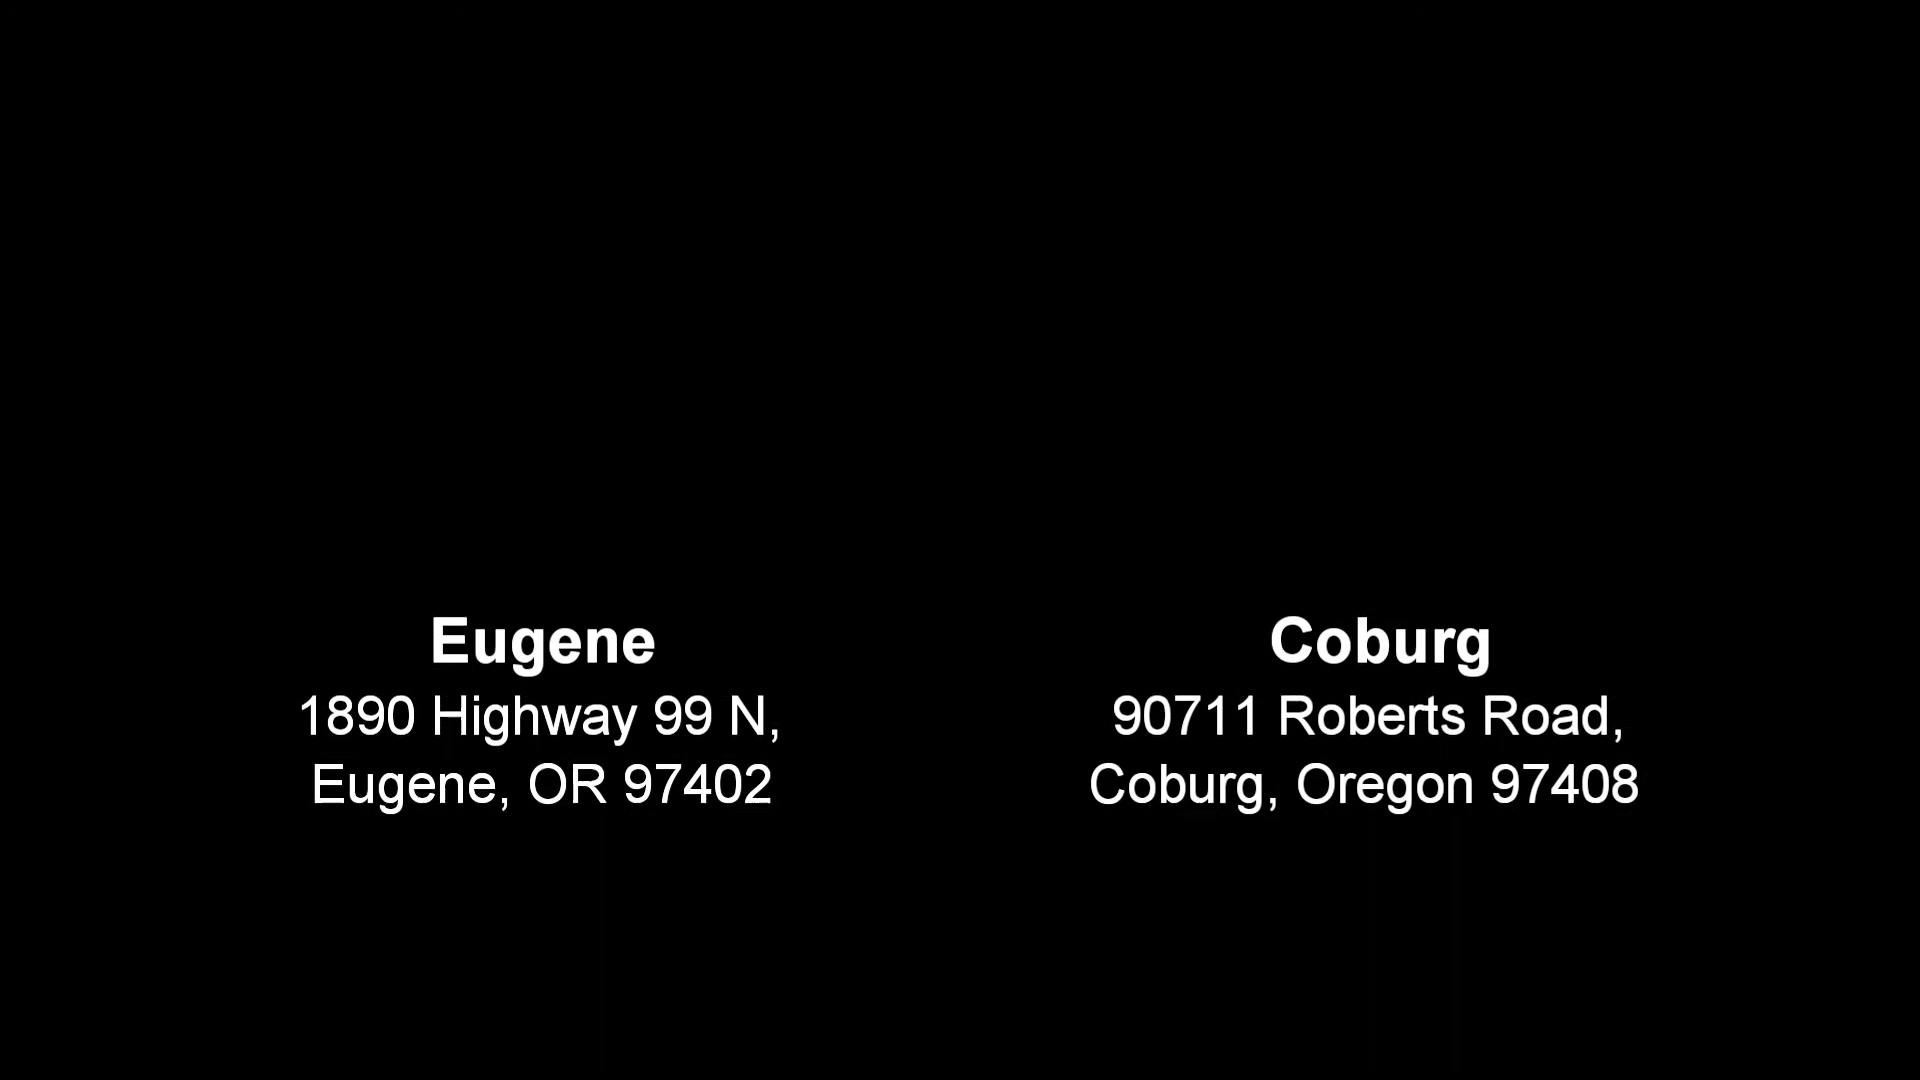 Eugene
1890 Highway 99 N,
Eugene, OR 97402
Coburg
90711 Roberts Road,
Coburg, Oregon 97408